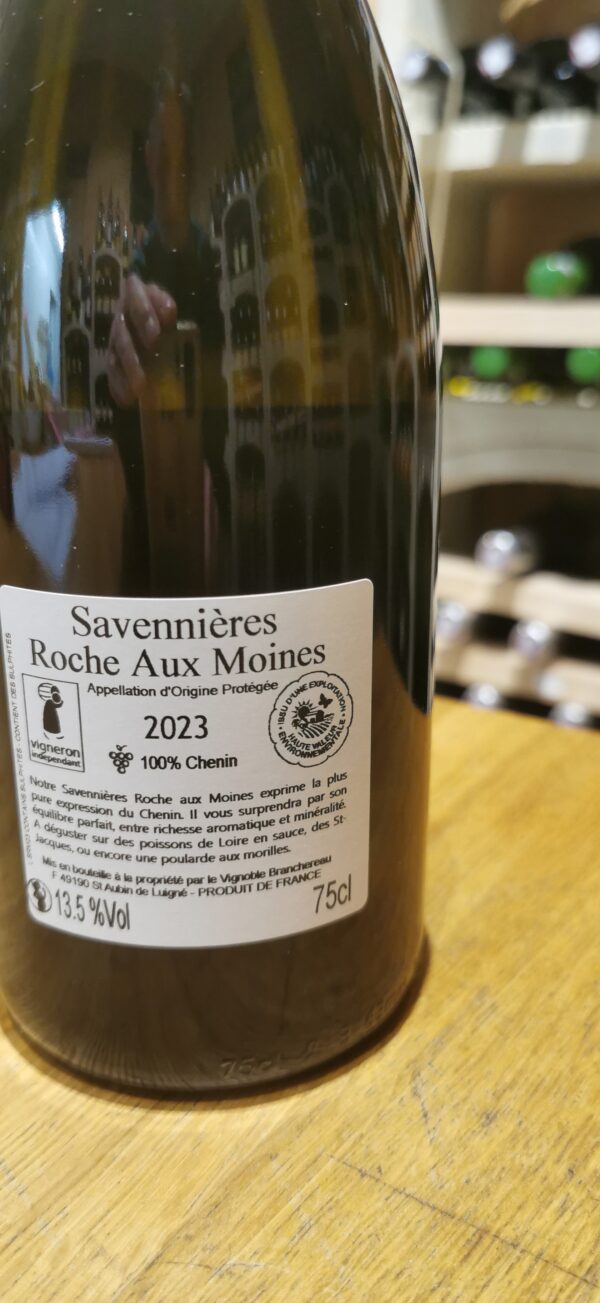 Savennières
Roche Aux Moines
Appellation d'Origine Protégée
2023
100% Chenin
vigneron
indépendant
ISSU D'UNE EXPLOITATION
HAUTE VALEUR
ENVIRONNEMENTALE
Notre Savennières Roche aux Moines exprime la plus
pure expression du Chenin. Il vous surprendra par son
équilibre parfait, entre richesse aromatique et minéralité.
A déguster sur des poissons de Loire en sauce, des St-
Jacques, ou encore une poularde aux morilles.
Mis en bouteille à la propriété par le Vignoble Branchereau
F 49190 St Aubin de Luigné - PRODUIT DE FRANCE
13.5 %Vol
75cl
CONTAINS SULPHITES - CONTIENT DES SULPHITES
75cl